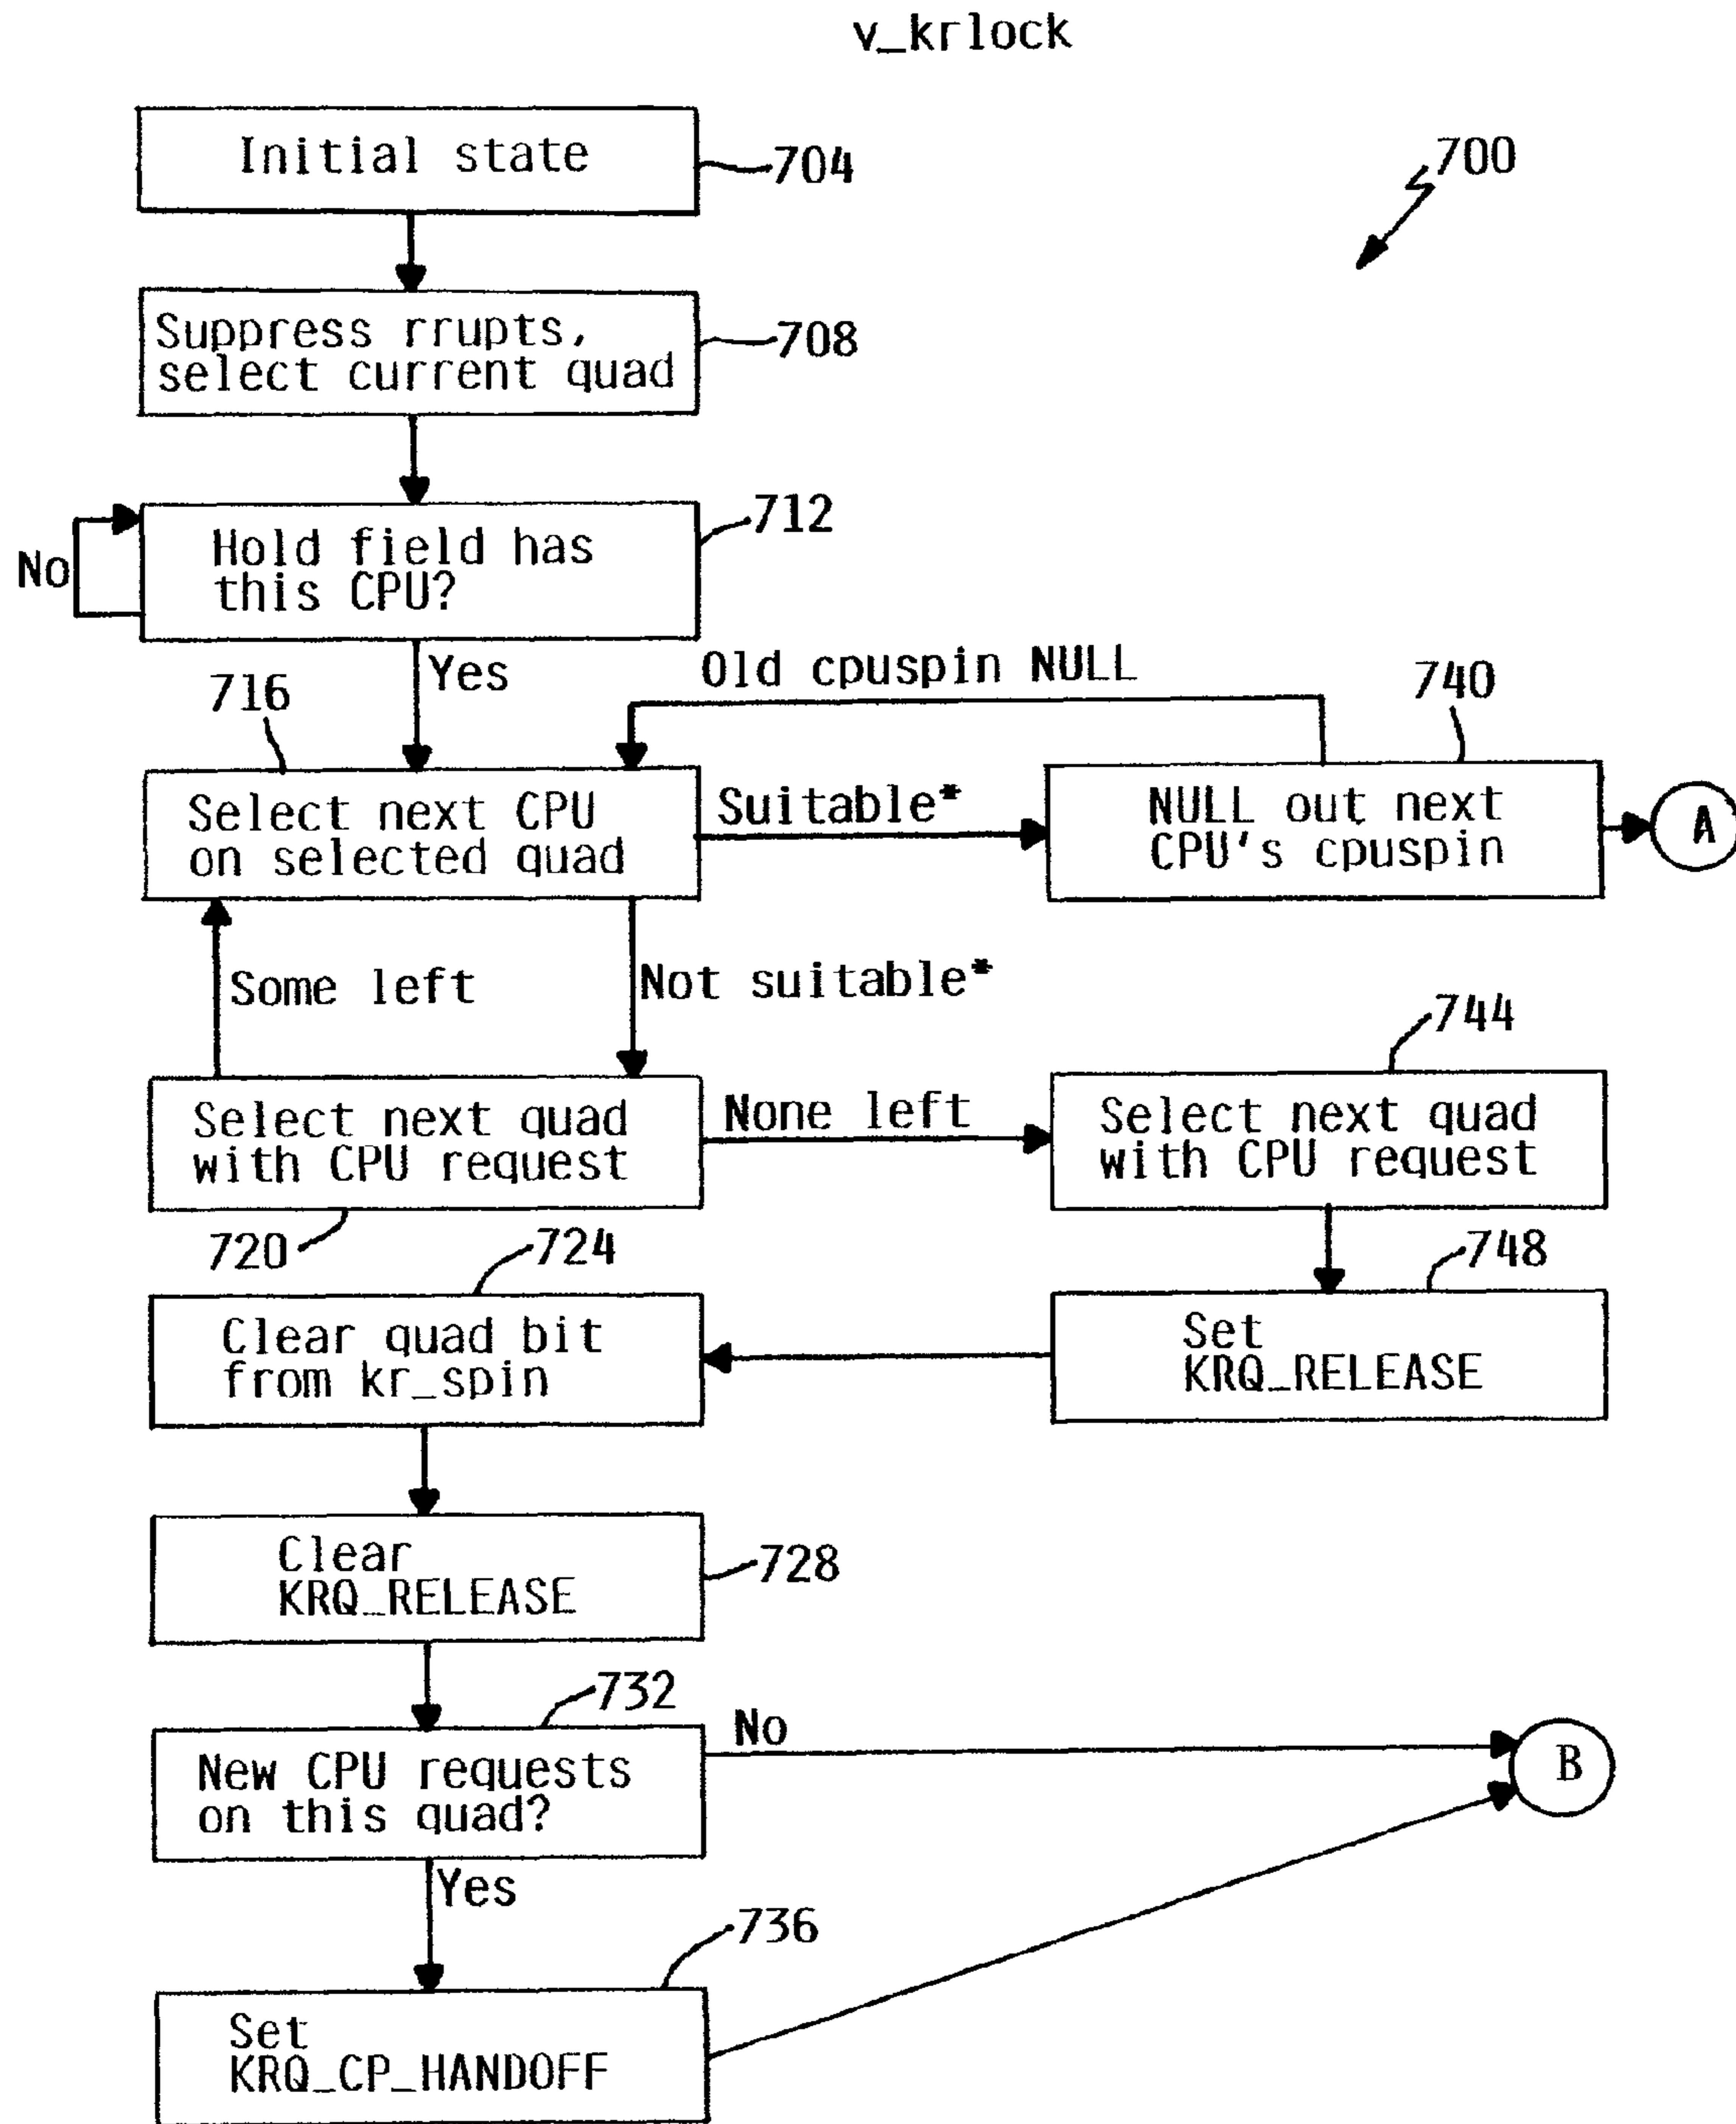 v_krlock
Initial state
704
700
Suppress rrupts,
select current quad
708
712
Hold field has
this CPU?
No
Yes
Old cpuspin NULL
716
740
Select next CPU
on selected quad
Suitable*
NULL out next
CPU's cpuspin
A
Some left
Not suitable*
744
Select next quad
with CPU request
None left
Select next quad
with CPU request
720
724
748
Clear quad bit
from kr_spin
Set
KRQ_RELEASE
Clear
KRQ_RELEASE
728
732
No
New CPU requests
on this quad?
B
Yes
736
Set
KRQ_CP_HANDOFF